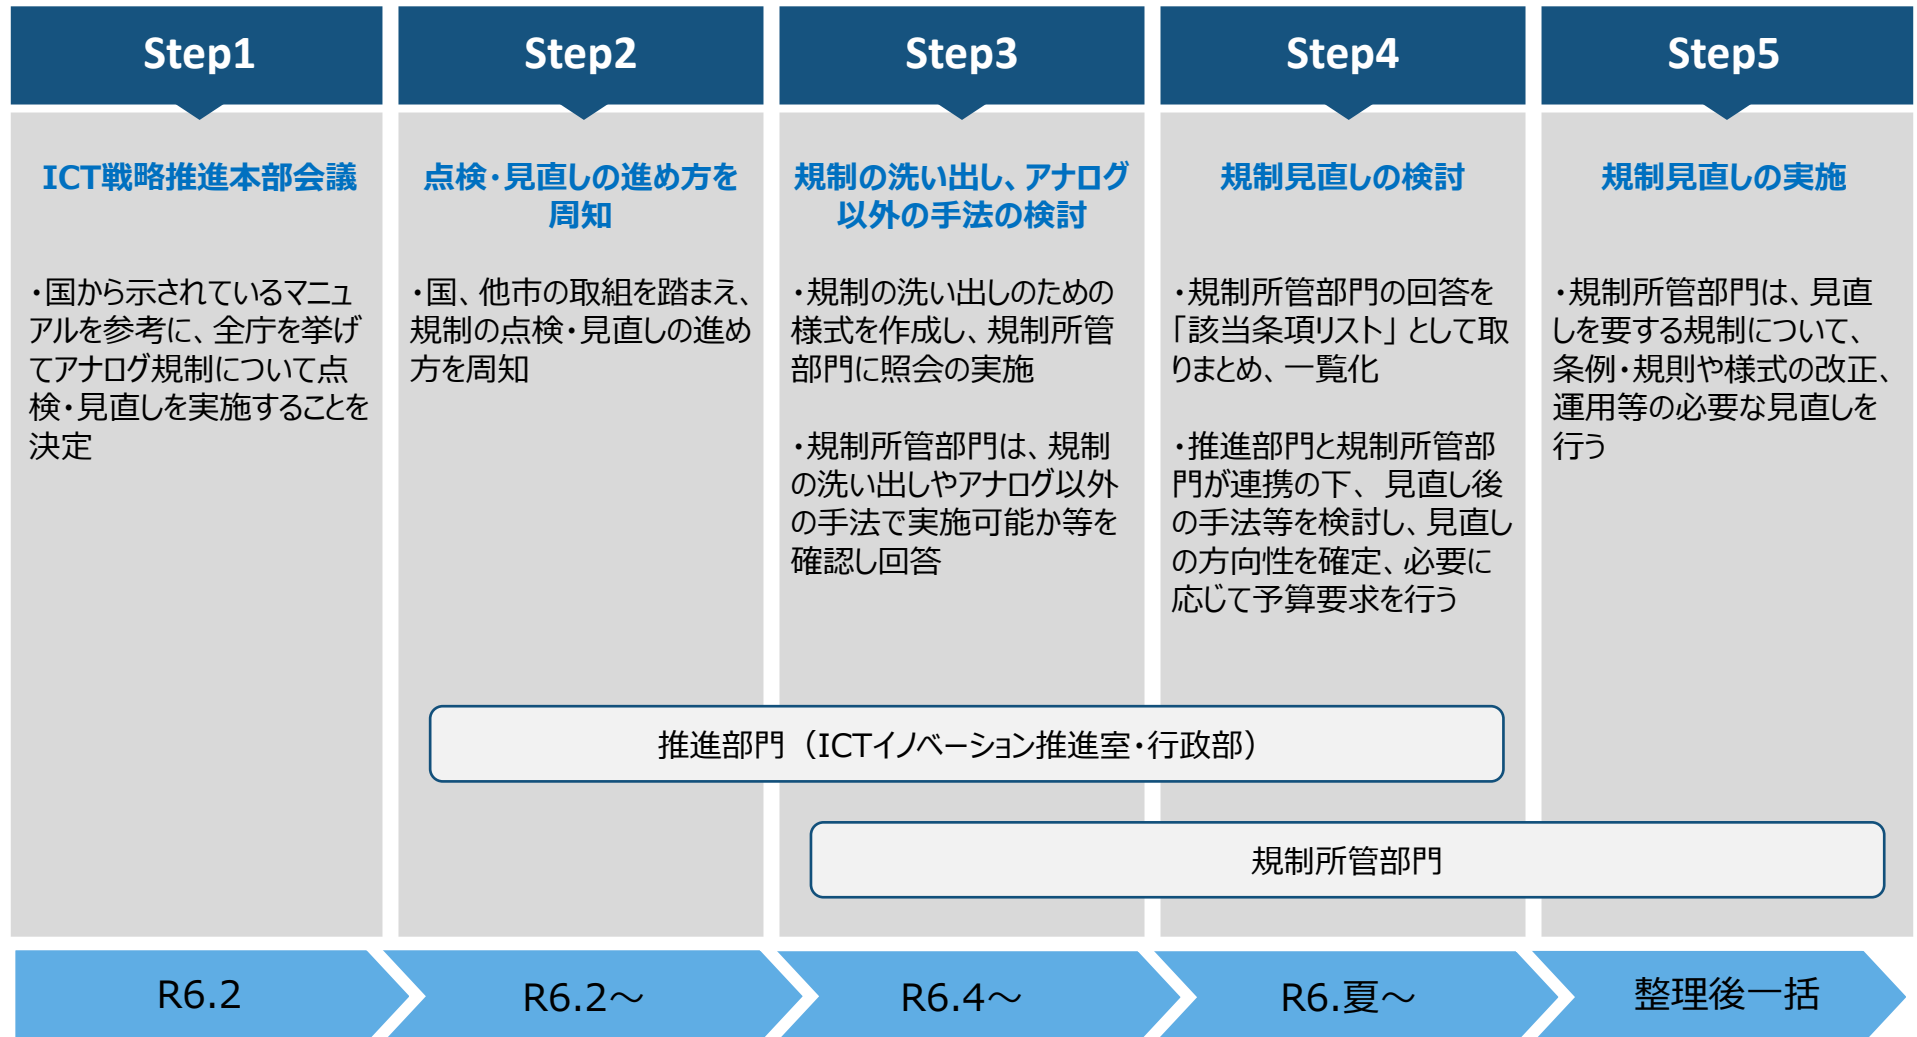 Step1
Step2
Step3
Step4
Step5
ICT戦略推進本部会議
・国から示されているマニュ
アルを参考に、全庁を挙げ
てアナログ規制について点
検・見直しを実施することを
決定
点検・見直しの進め方を
周知
・国、他市の取組を踏まえ、
規制の点検・見直しの進め
方を周知
規制の洗い出し、アナログ
以外の手法の検討
・規制の洗い出しのための
様式を作成し、規制所管
部門に照会の実施
・規制所管部門は、規制
の洗い出しやアナログ以外
の手法で実施可能か等を
確認し回答
規制見直しの検討
・規制所管部門の回答を
「該当条項リスト」として取
りまとめ、一覧化
・推進部門と規制所管部
門が連携の下、見直し後
の手法等を検討し、見直し
の方向性を確定、必要に
応じて予算要求を行う
規制見直しの実施
・規制所管部門は、見直
しを要する規制について、
条例・規則や様式の改正、
運用等の必要な見直しを
行う
推進部門（ICTイノベーション推進室・行政部）
規制所管部門
R6.2
R6.2～
R6.4～
R6.夏～
整理後一括